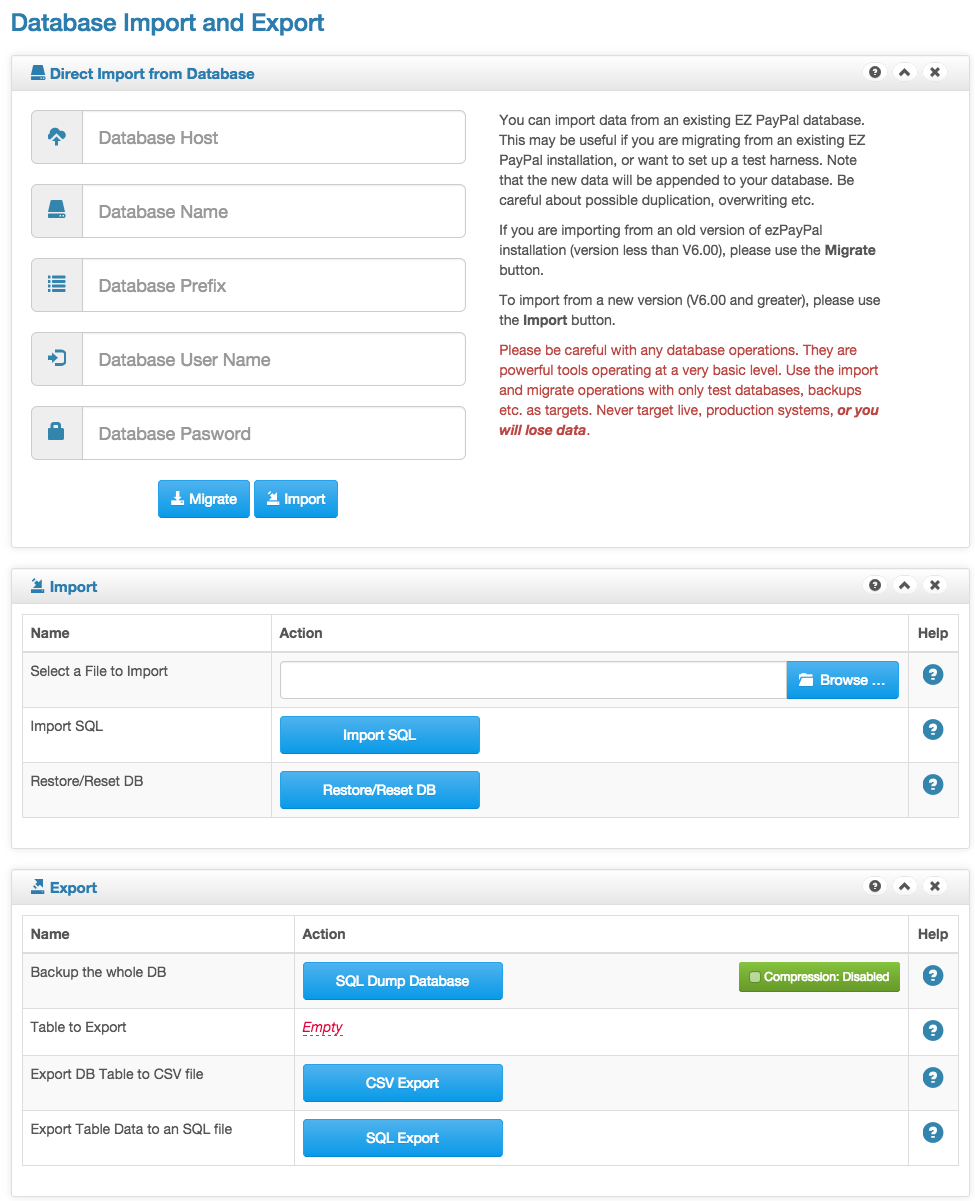 Database Import and Export
Direct Import from Database
Database Host
Database Name
Database Prefix
Database User Name
Database Pasword
Migrate
Import
You can import data from an existing EZ PayPal database.
This may be useful if you are migrating from an existing EZ
PayPal installation, or want to set up a test harness. Note
that the new data will be appended to your database. Be
careful about possible duplication, overwriting etc.
If you are importing from an old version of ezPayPal
installation (version less than V6.00), please use the Migrate
button.
To import from a new version (V6.00 and greater), please use
the Import button.
Please be careful with any database operations. They are
powerful tools operating at a very basic level. Use the import
and migrate operations with only test databases, backups
etc. as targets. Never target live, production systems, or you
will lose data.
Import
Name Action Help
Select a File to Import Browse ...
Import SQL Import SQL
Restore/Reset DB Restore/Reset DB
Export
Name Action Help
Backup the whole DB SQL Dump Database Compression: Disabled
Table to Export Empty
Export DB Table to CSV file CSV Export
Export Table Data to an SQL file SQL Export